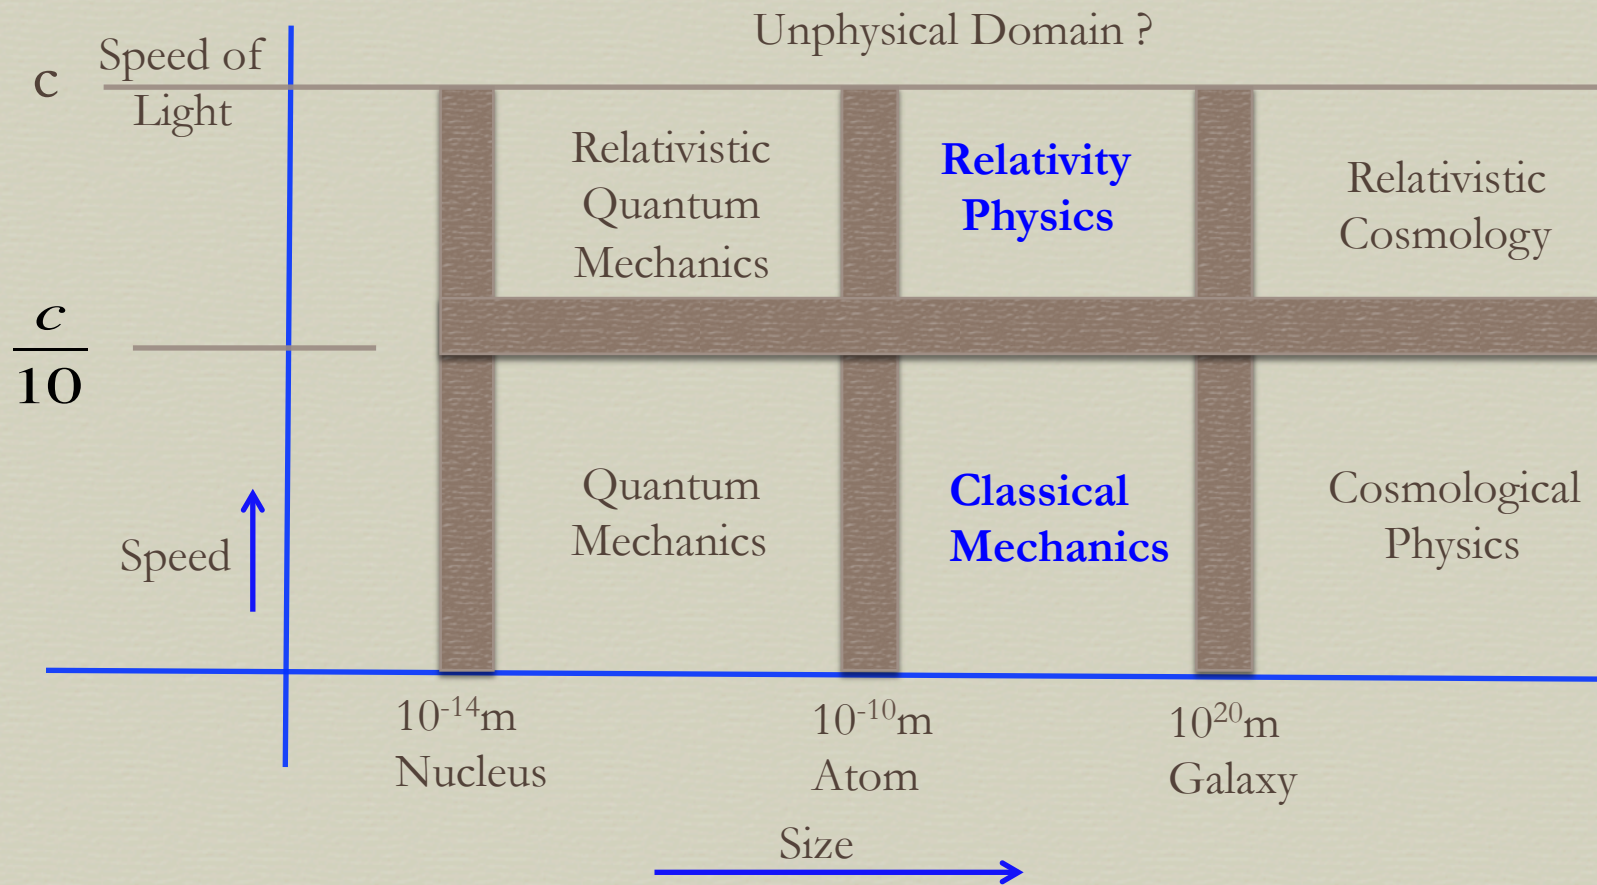 Unphysical Domain ?
c
Speed of
Light
Relativistic
Quantum
Mechanics
Relativity
Physics
Relativistic
Cosmology
c
10
Quantum
Mechanics
Classical
Mechanics
Cosmological
Physics
Speed
10⁻¹⁴m
Nucleus
10⁻¹⁰m
Atom
10²⁰m
Galaxy
Size